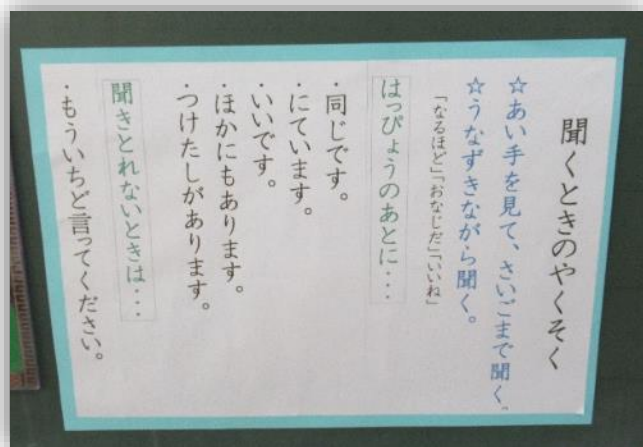 聞くときのやくそく
☆あい手を見て、さいごまで聞く。
☆うなずきながら聞く。
「なるほど」「おなじだ」「いいね」
はっぴょうのあとに・・・
・同じです。
・にています。
・いいです。
・ほかにもあります。
・つけたしがあります。
聞きとれないときは・・・
・もういちど言ってください。